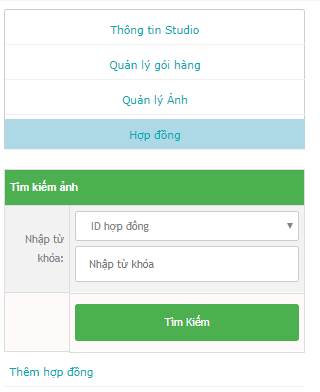 Thông tin Studio
Quản lý gói hàng
Quản lý Ảnh
Hợp đồng
Tìm kiếm ảnh
Nhập từ khóa:
ID hợp đồng
Nhập từ khóa
Tìm Kiếm
Thêm hợp đồng